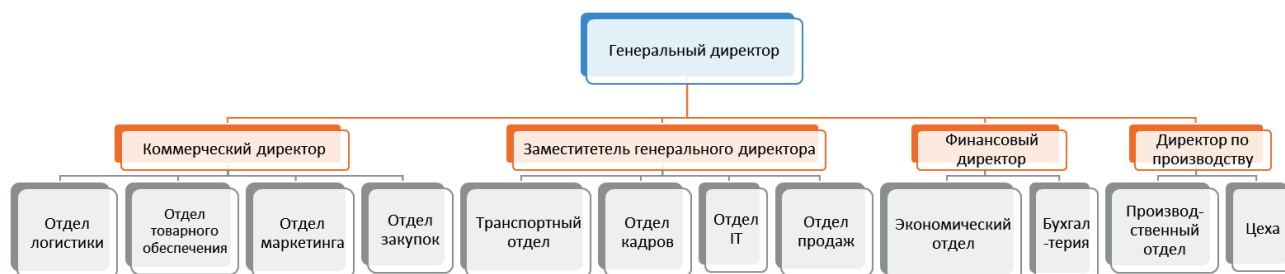 Генеральный директор
Коммерческий директор
Заместитетель генерального директора
Финансовый
директор
Директор по
производству
Отдел
логистики
Отдел
товарного
обеспечения
Отдел
маркетинга
Отдел
закупок
Транспортный
отдел
Отдел
кадров
Отдел
IT
Отдел
продаж
Экономический
отдел
Бухгал
-терия
Производ-
ственный
отдел
Цеха